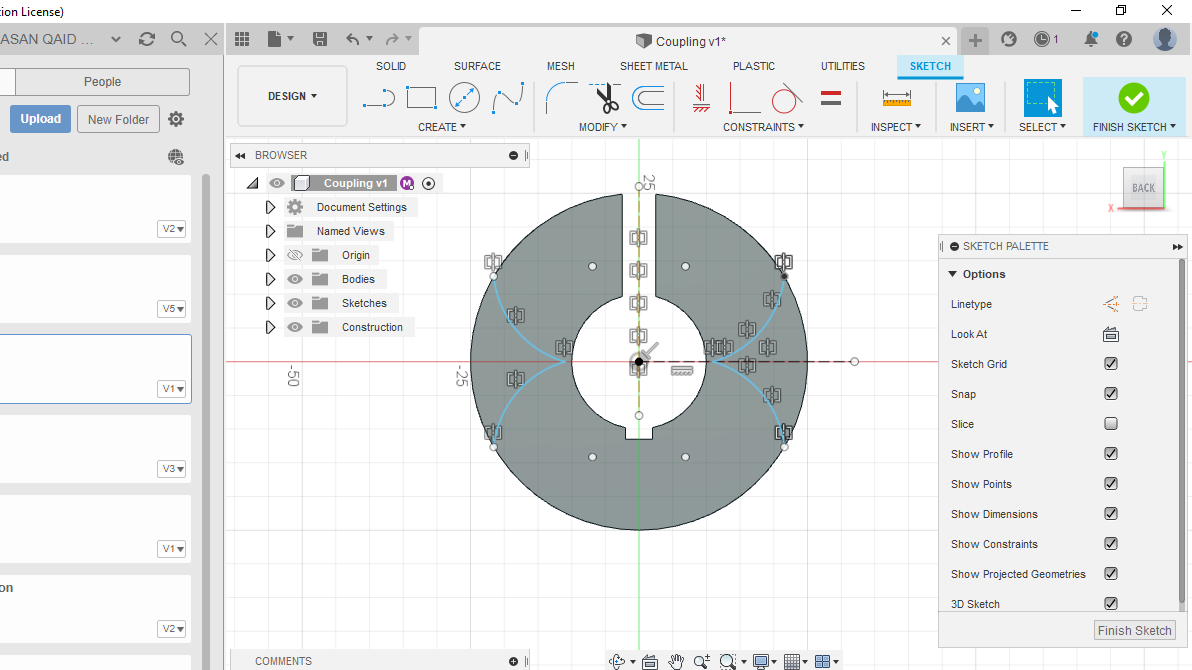 ion License)
ASAN QAID ...
Coupling v1*
1
People
Upload
New Folder
ed
V2
V5
V1
V3
V1
on
V2
SOLID
SURFACE
MESH
SHEET METAL
PLASTIC
UTILITIES
SKETCH
DESIGN
CREATE
MODIFY
CONSTRAINTS
INSPECT
INSERT
SELECT
FINISH SKETCH
BROWSER
Coupling v1
M
Document Settings
Named Views
Origin
Bodies
Sketches
Construction
25
-50
-25
BACK
Y
X
SKETCH PALETTE
Options
Linetype
Look At
Sketch Grid
Snap
Slice
Show Profile
Show Points
Show Dimensions
Show Constraints
Show Projected Geometries
3D Sketch
Finish Sketch
COMMENTS